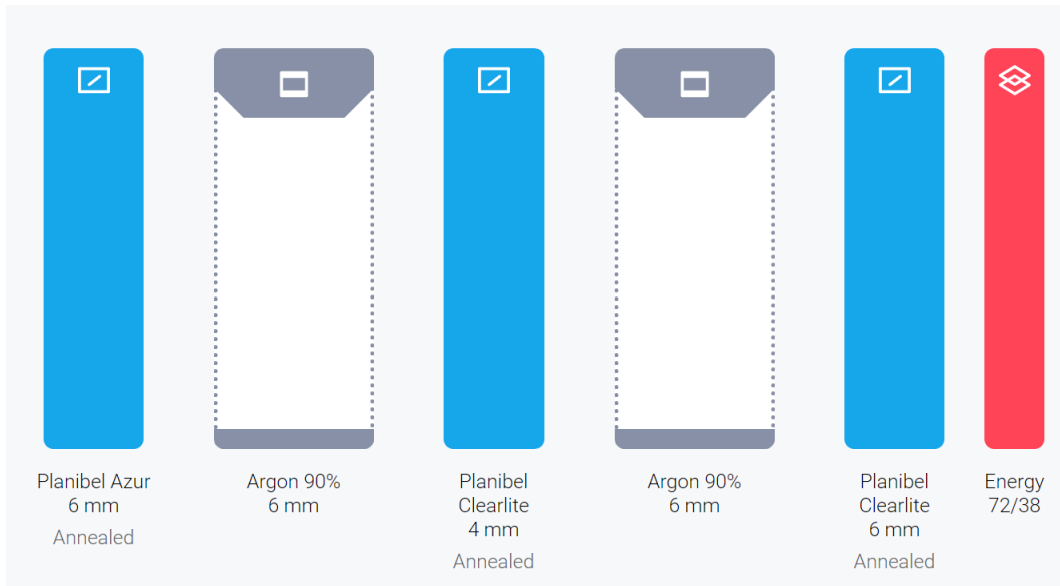 Planibel Azur
6 mm
Annealed
Argon 90%
6 mm
Planibel
Clearlite
4 mm
Annealed
Argon 90%
6 mm
Planibel
Clearlite
6 mm
Annealed
Energy
72/38